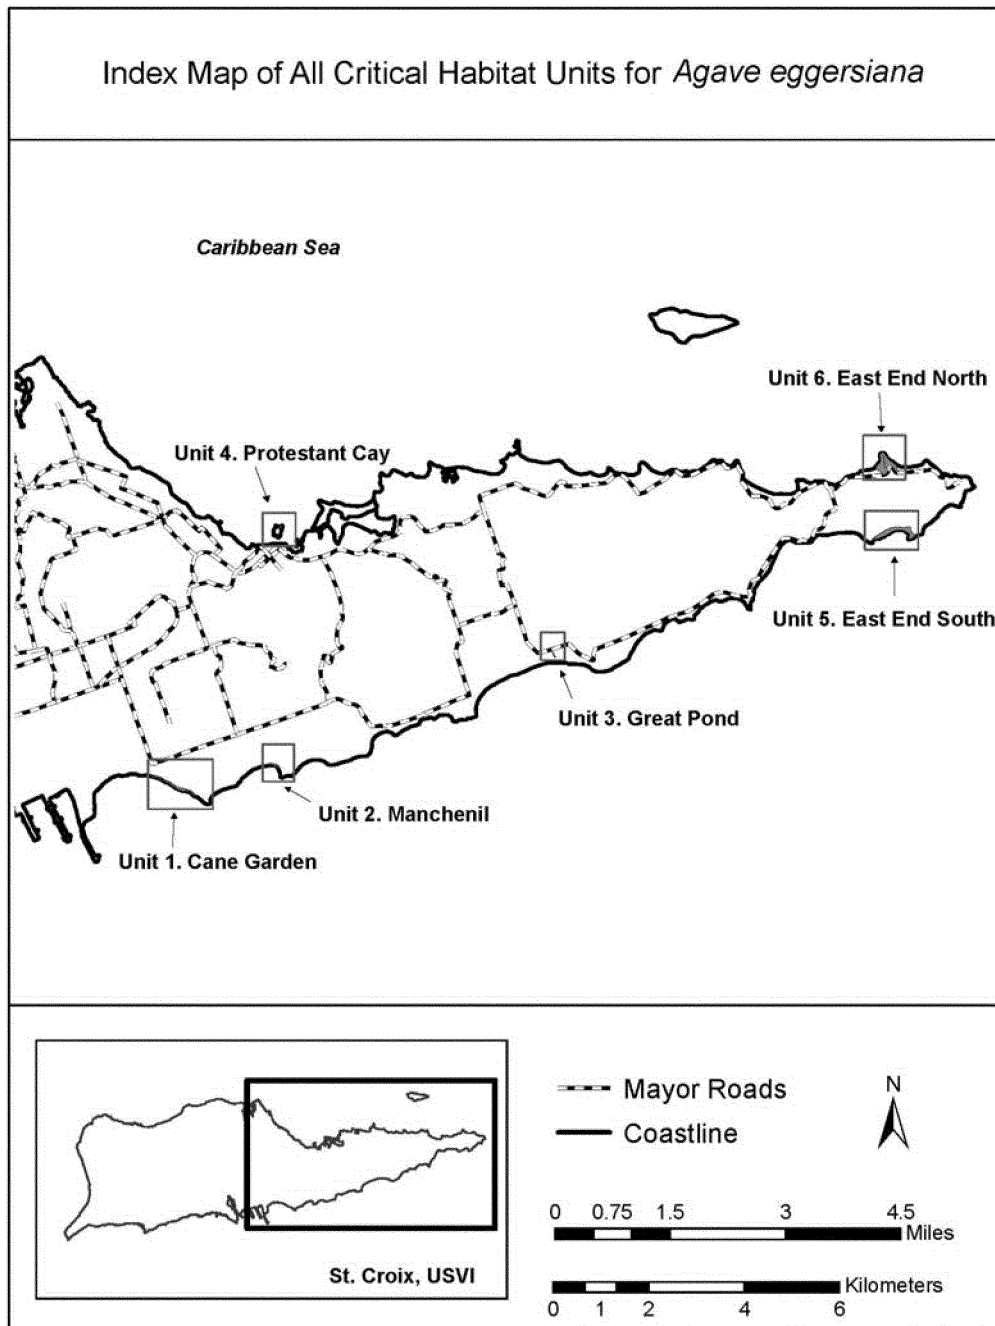 Index Map of All Critical Habitat Units for Agave eggersiana
Caribbean Sea
Unit 6. East End North
Unit 4. Protestant Cay
Unit 5. East End South
Unit 3. Great Pond
Unit 2. Manchenil
Unit 1. Cane Garden
St. Croix, USVI
Mayor Roads
Coastline
N
0 0.75 1.5 3 4.5
Miles
Kilometers
0 1 2 4 6